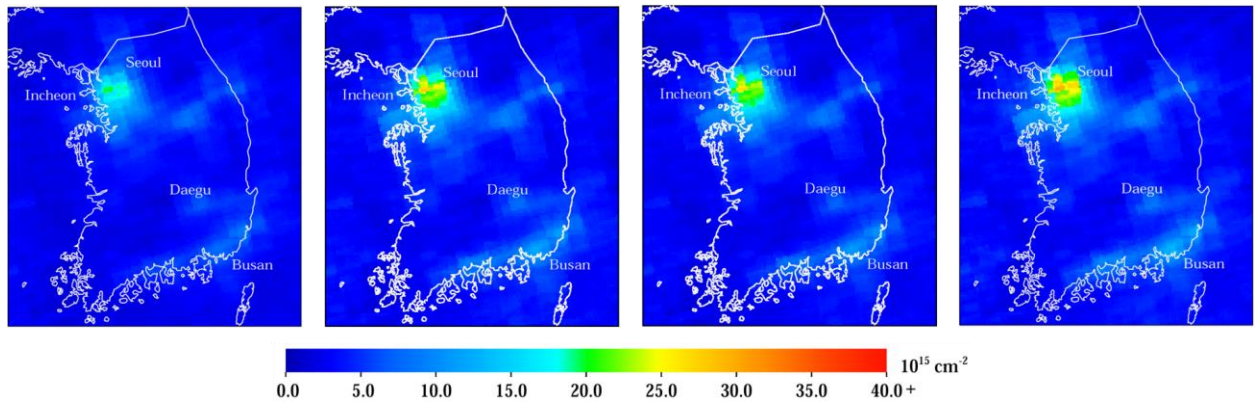 Seoul
Incheon
Daegu
Busan
Seoul
Incheon
Daegu
Busan
Seoul
Incheon
Daegu
Busan
Seoul
Incheon
Daegu
Busan
10¹⁵ cm⁻²
0.0 5.0 10.0 15.0 20.0 25.0 30.0 35.0 40.0 +